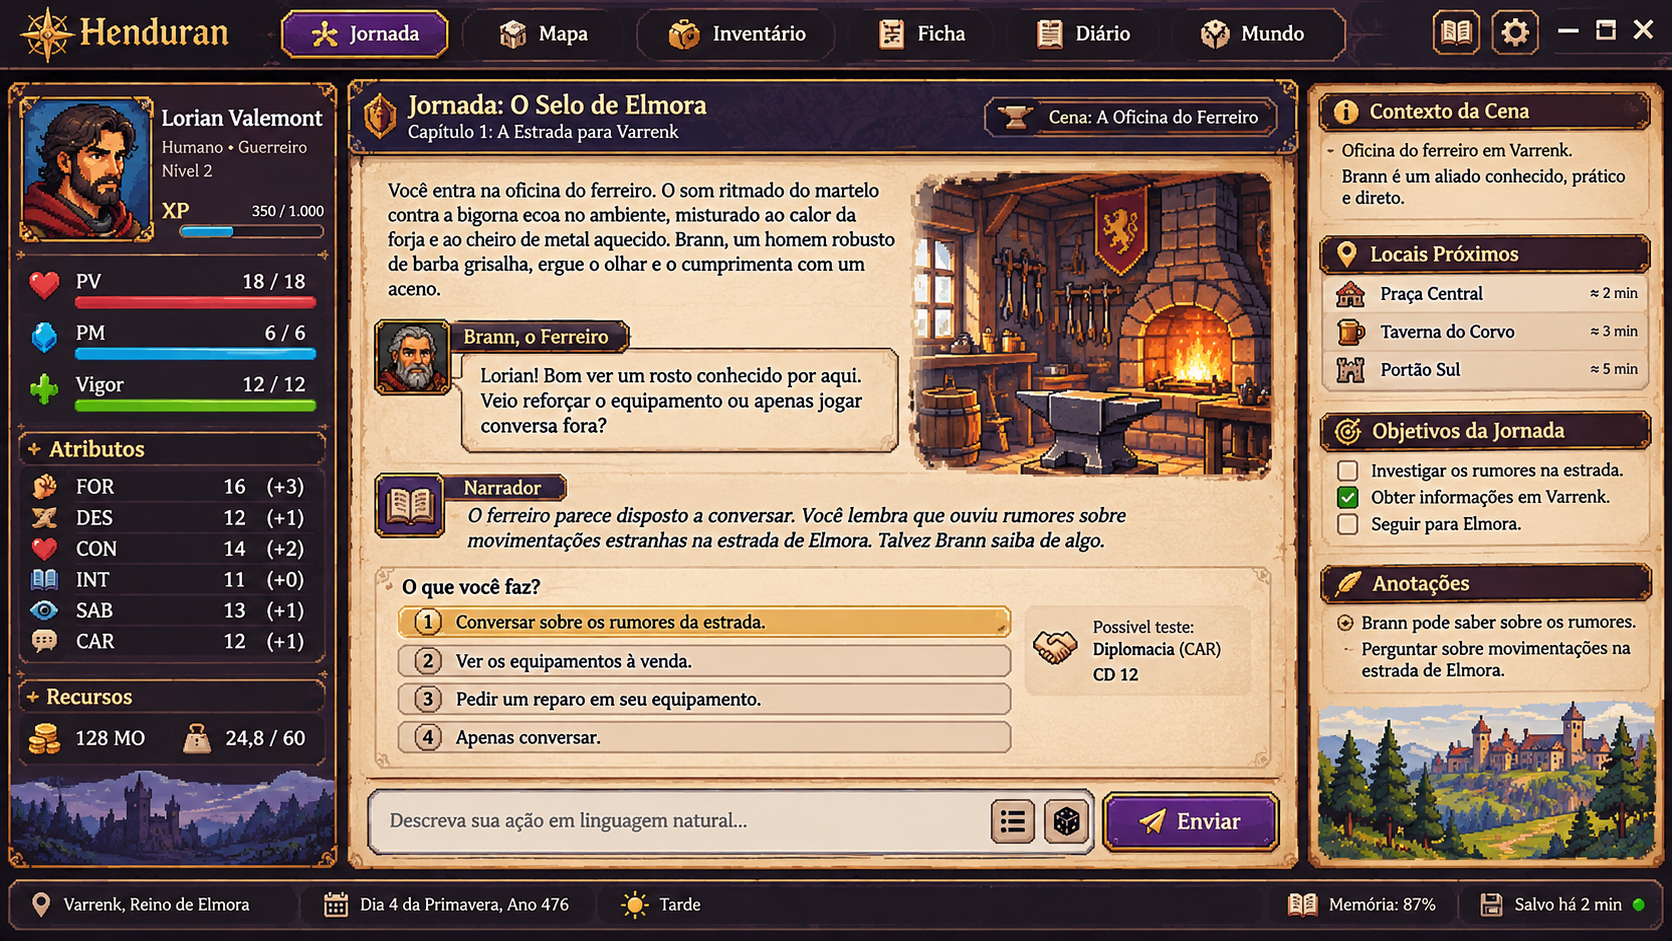 Henduran
Jornada
Mapa
Inventário
Ficha
Diário
Mundo
Lorian Valemont
Humano • Guerreiro
Nível 2
XP 350 / 1.000
PV 18 / 18
PM 6 / 6
Vigor 12 / 12
+ Atributos
FOR 16 (+3)
DES 12 (+1)
CON 14 (+2)
INT 11 (+0)
SAB 13 (+1)
CAR 12 (+1)
+ Recursos
128 MO 24,8 / 60
Jornada: O Selo de Elmora
Capítulo 1: A Estrada para Varrenk
Cena: A Oficina do Ferreiro
Você entra na oficina do ferreiro. O som ritmado do martelo
contra a bigorna ecoa no ambiente, misturado ao calor da
forja e ao cheiro de metal aquecido. Brann, um homem robusto
de barba grisalha, ergue o olhar e o cumprimenta com um
aceno.
Brann, o Ferreiro
Lorian! Bom ver um rosto conhecido por aqui.
Veio reforçar o equipamento ou apenas jogar
conversa fora?
Narrador
O ferreiro parece disposto a conversar. Você lembra que ouviu rumores sobre
movimentações estranhas na estrada de Elmora. Talvez Brann saiba de algo.
O que você faz?
1 Conversar sobre os rumores da estrada.
2 Ver os equipamentos à venda.
3 Pedir um reparo em seu equipamento.
4 Apenas conversar.
Possivel teste:
Diplomacia (CAR)
CD 12
Descreva sua ação em linguagem natural...
Enviar
Contexto da Cena
- Oficina do ferreiro em Varrenk.
Brann é um aliado conhecido, prático
e direto.
Locais Próximos
Praça Central ≈ 2 min
Taverna do Corvo ≈ 3 min
Portão Sul ≈ 5 min
Objetivos da Jornada
Investigar os rumores na estrada.
Obter informações em Varrenk.
Seguir para Elmora.
Anotações
Brann pode saber sobre os rumores.
- Perguntar sobre movimentações na
estrada de Elmora.
Varrenk, Reino de Elmora
Dia 4 da Primavera, Ano 476
Tarde
Memória: 87%
Salvo há 2 min